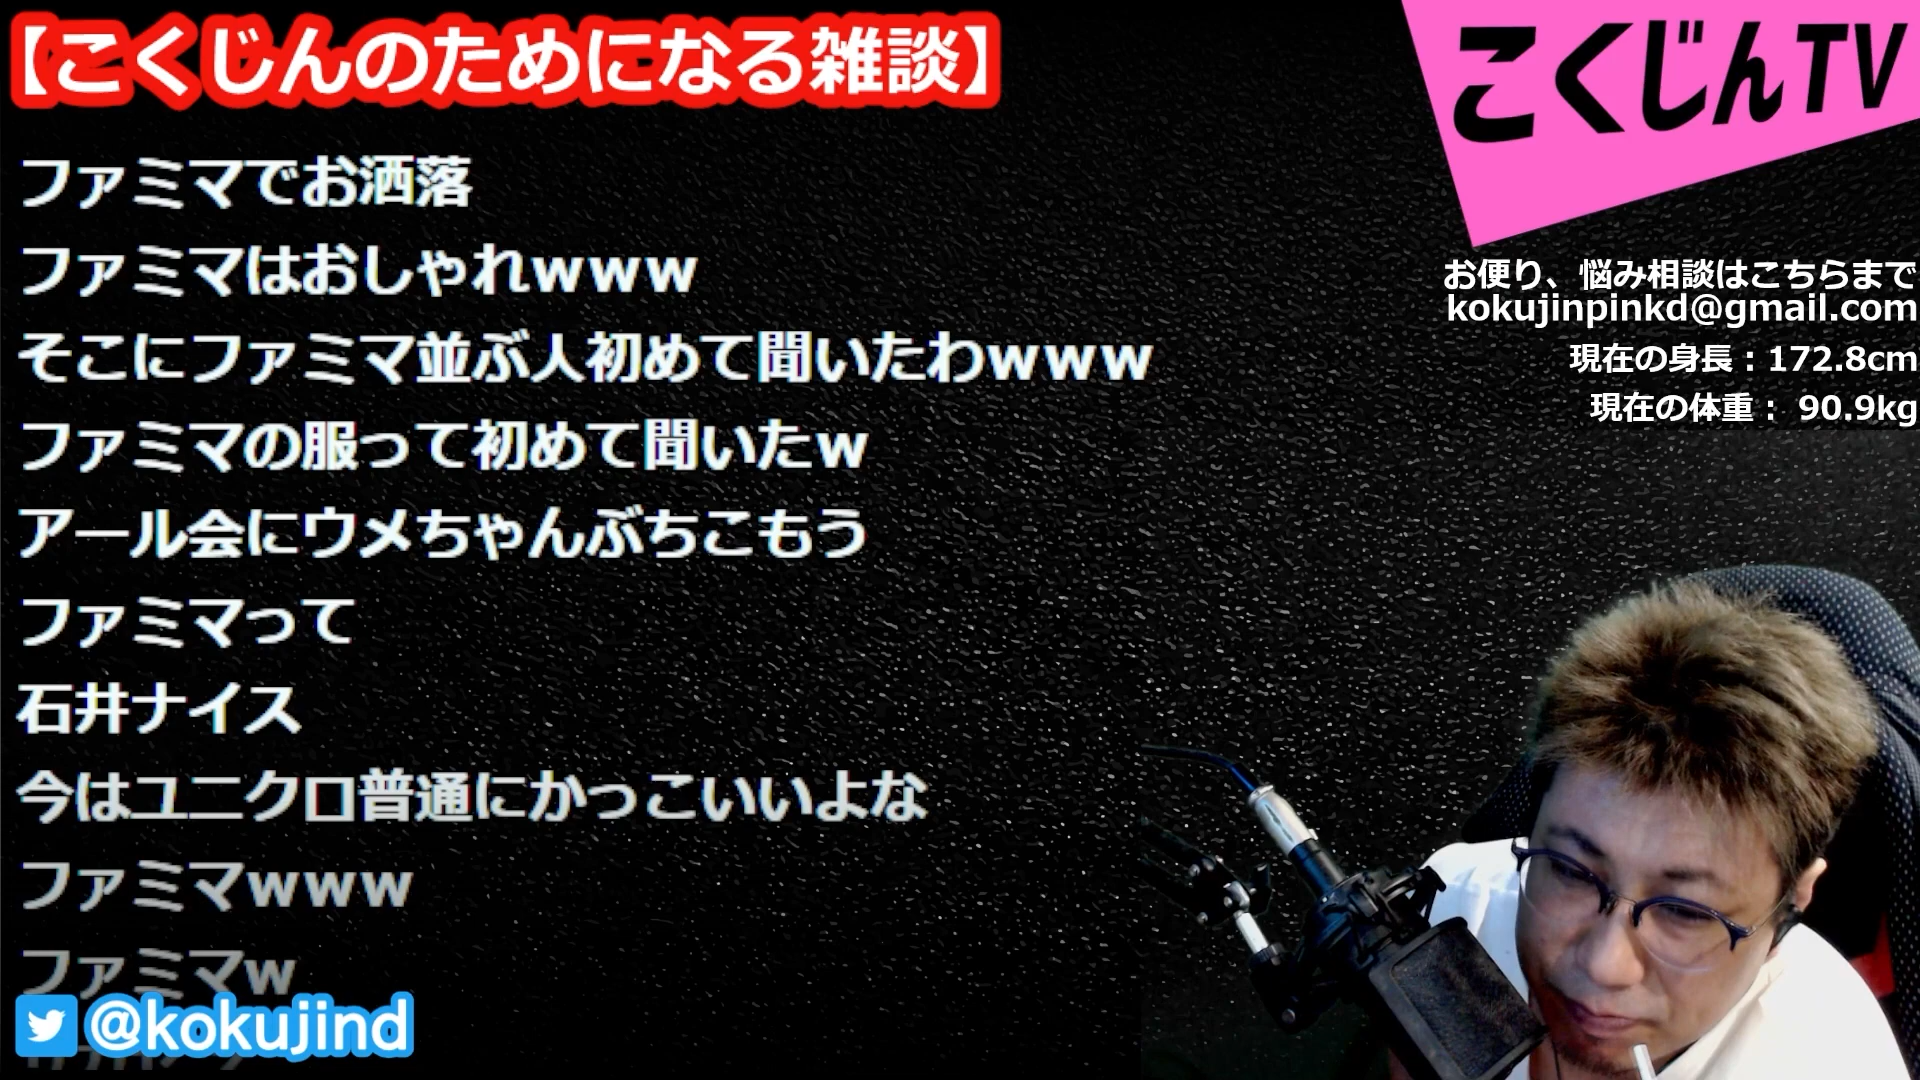 【こくじんのためになる雑談】
こくじんTV
お便り、悩み相談はこちらまで
kokujinpinkd@gmail.com
現在の身長：172.8cm
現在の体重： 90.9kg
ファミマでお洒落
ファミマはおしゃれwww
そこにファミマ並ぶ人初めて聞いたわwww
ファミマの服って初めて聞いたw
アール会にウメちゃんぶちこもう
ファミマって
石井ナイス
今はユニクロ普通にかっこいいよな
ファミマwww
ファミマw
@kokujind